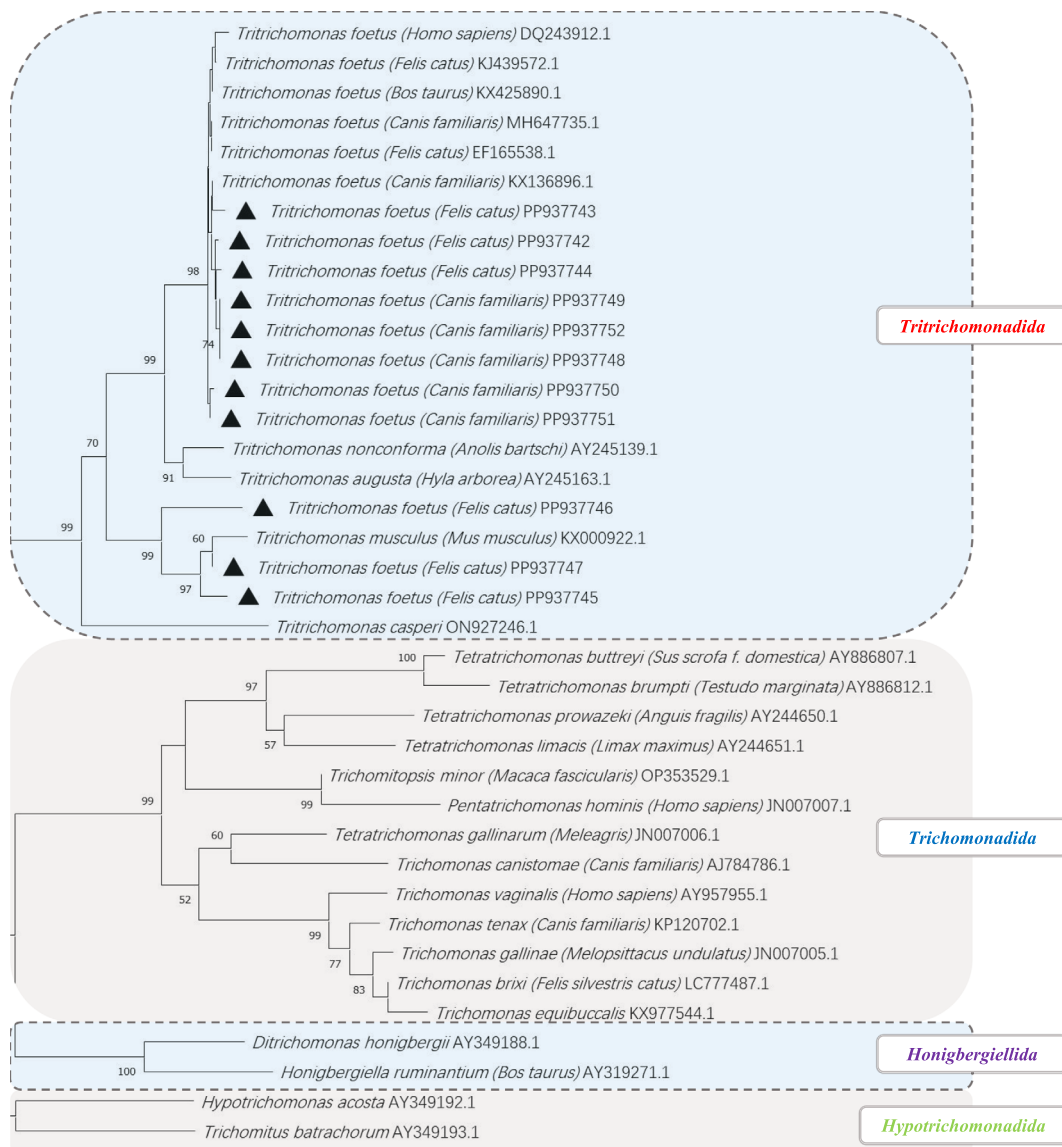 Tritrichomonas foetus (Homo sapiens) DQ243912.1
Tritrichomonas foetus (Felis catus) KJ439572.1
Tritrichomonas foetus (Bos taurus) KX425890.1
Tritrichomonas foetus (Canis familiaris) MH647735.1
Tritrichomonas foetus (Felis catus) EF165538.1
Tritrichomonas foetus (Canis familiaris) KX136896.1
Tritrichomonas foetus (Felis catus) PP937743
Tritrichomonas foetus (Felis catus) PP937742
Tritrichomonas foetus (Felis catus) PP937744
98
Tritrichomonas foetus (Canis familiaris) PP937749
Tritrichomonas foetus (Canis familiaris) PP937752
Tritrichomonadida
74
Tritrichomonas foetus (Canis familiaris) PP937748
99
Tritrichomonas foetus (Canis familiaris) PP937750
Tritrichomonas foetus (Canis familiaris) PP937751
70
Tritrichomonas nonconforma (Anolis bartschi) AY245139.1
91
Tritrichomonas augusta (Hyla arborea) AY245163.1
Tritrichomonas foetus (Felis catus) PP937746
99
60
Tritrichomonas musculus (Mus musculus) KX000922.1
99
Tritrichomonas foetus (Felis catus) PP937747
97
Tritrichomonas foetus (Felis catus) PP937745
Tritrichomonas casperi ON927246.1
100
Tetratrichomonas buttreyi (Sus scrofa f. domestica) AY886807.1
97
Tetratrichomonas brumpti (Testudo marginata) AY886812.1
Tetratrichomonas prowazeki (Anguis fragilis) AY244650.1
57
Tetratrichomonas limacis (Limax maximus) AY244651.1
Trichomitopsis minor (Macaca fascicularis) OP353529.1
99
99
Pentatrichomonas hominis (Homo sapiens) JN007007.1
60
Tetratrichomonas gallinarum (Meleagris) JN007006.1
Trichomonadida
Trichomonas canistomae (Canis familiaris) AJ784786.1
52
Trichomonas vaginalis (Homo sapiens) AY957955.1
99
Trichomonas tenax (Canis familiaris) KP120702.1
77
Trichomonas gallinae (Melopsittacus undulatus) JN007005.1
83
Trichomonas brixi (Felis silvestris catus) LC777487.1
Trichomonas equibuccalis KX977544.1
Ditrichomonas honigbergii AY349188.1
Honigbergiellida
100
Honigbergiella ruminantium (Bos taurus) AY319271.1
Hypotrichomonas acosta AY349192.1
Hypotrichomonadida
Trichomitus batrachorum AY349193.1